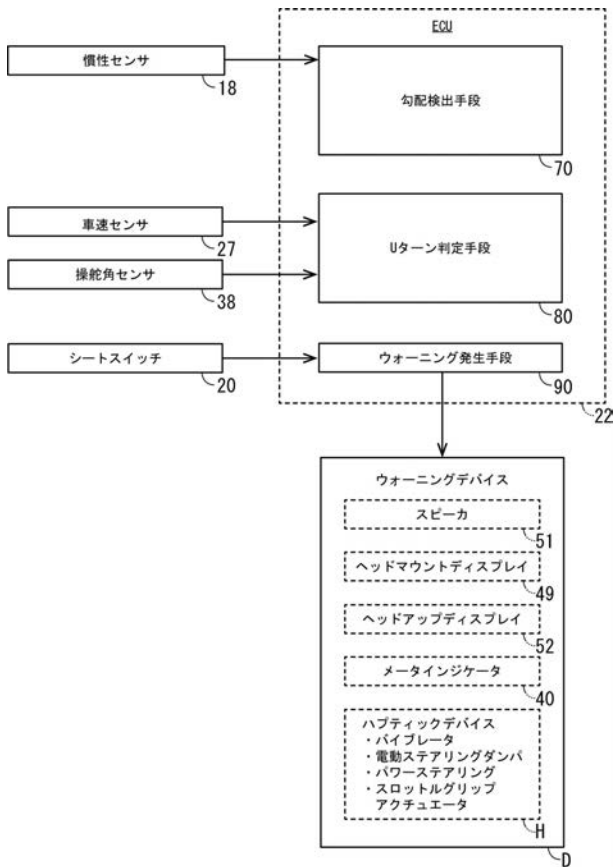 ECU
慣性センサ
18
勾配検出手段
70
車速センサ
27
Uターン判定手段
操舵角センサ
38
80
シートスイッチ
20
ウォーニング発生手段
90
22
ウォーニングデバイス
スピーカ
51
ヘッドマウントディスプレイ
49
ヘッドアップディスプレイ
52
メータインジケータ
40
ハプティックデバイス
・バイブレータ
・電動ステアリングダンパ
・パワーステアリング
・スロットルグリップ
アクチュエータ
H
D